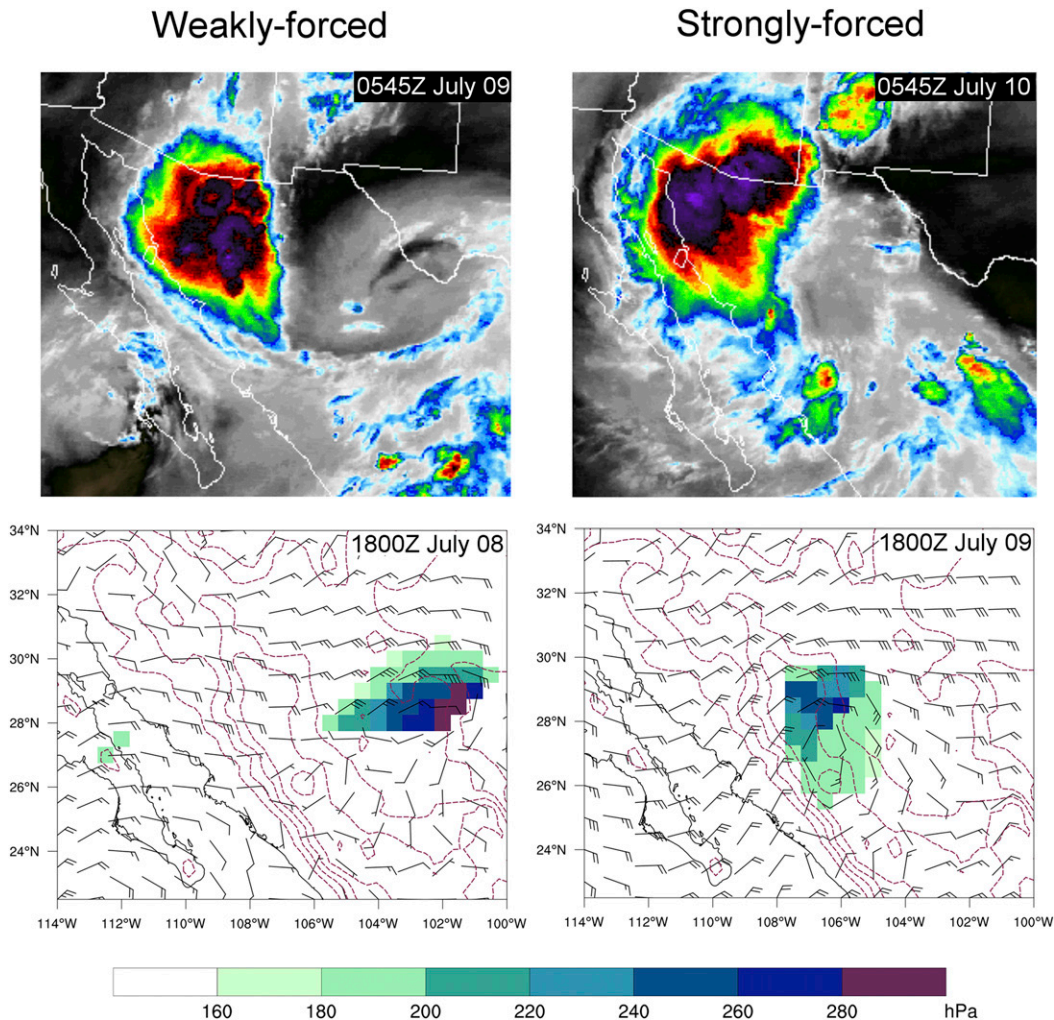 Weakly-forced
Strongly-forced
0545Z July 09
0545Z July 10
34°N
32°N
30°N
28°N
26°N
24°N
1800Z July 08
1800Z July 09
34°N
32°N
30°N
28°N
26°N
24°N
114°W 112°W 110°W 108°W 106°W 104°W 102°W 100°W
114°W 112°W 110°W 108°W 106°W 104°W 102°W 100°W
160 180 200 220 240 260 280 hPa